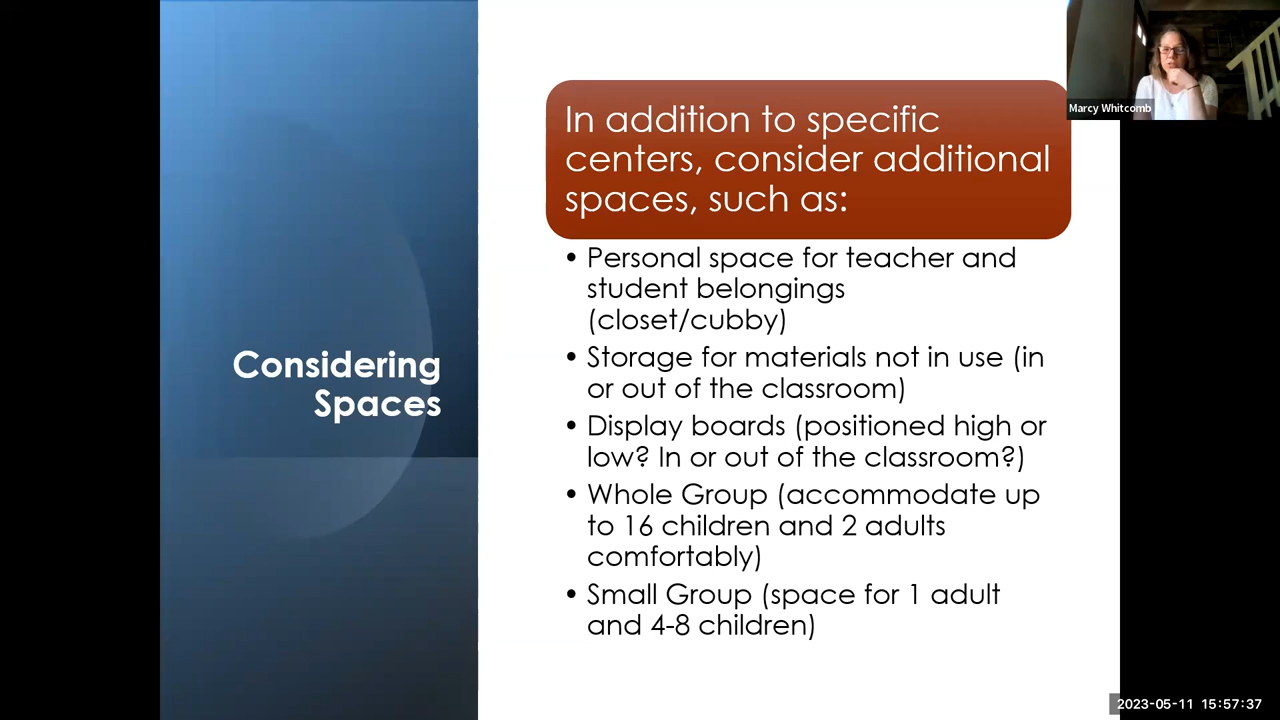 Considering
Spaces
In addition to specific
centers, consider additional
spaces, such as:
• Personal space for teacher and
student belongings
(closet/cubby)
• Storage for materials not in use (in
or out of the classroom)
• Display boards (positioned high or
low? In or out of the classroom?)
• Whole Group (accommodate up
to 16 children and 2 adults
comfortably)
• Small Group (space for 1 adult
and 4-8 children)
Marcy Whitcomb
2023-05-11 15:57:37